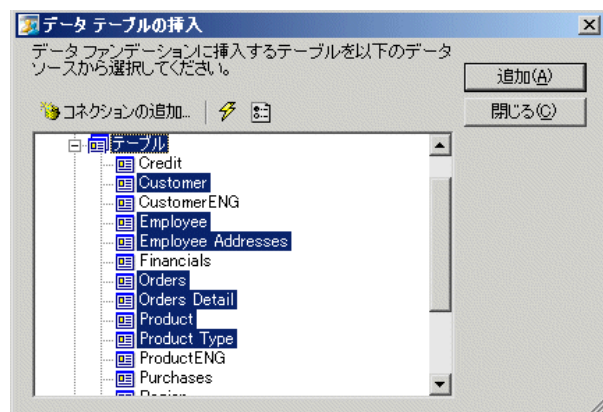 データ テーブルの挿入
データ ファンデーションに挿入するテーブルを以下のデータ
ソースから選択してください。
追加(A)
コネクションの追加...
閉じる(C)
テーブル
Credit
Customer
CustomerENG
Employee
Employee Addresses
Financials
Orders
Orders Detail
Product
Product Type
ProductENG
Purchases